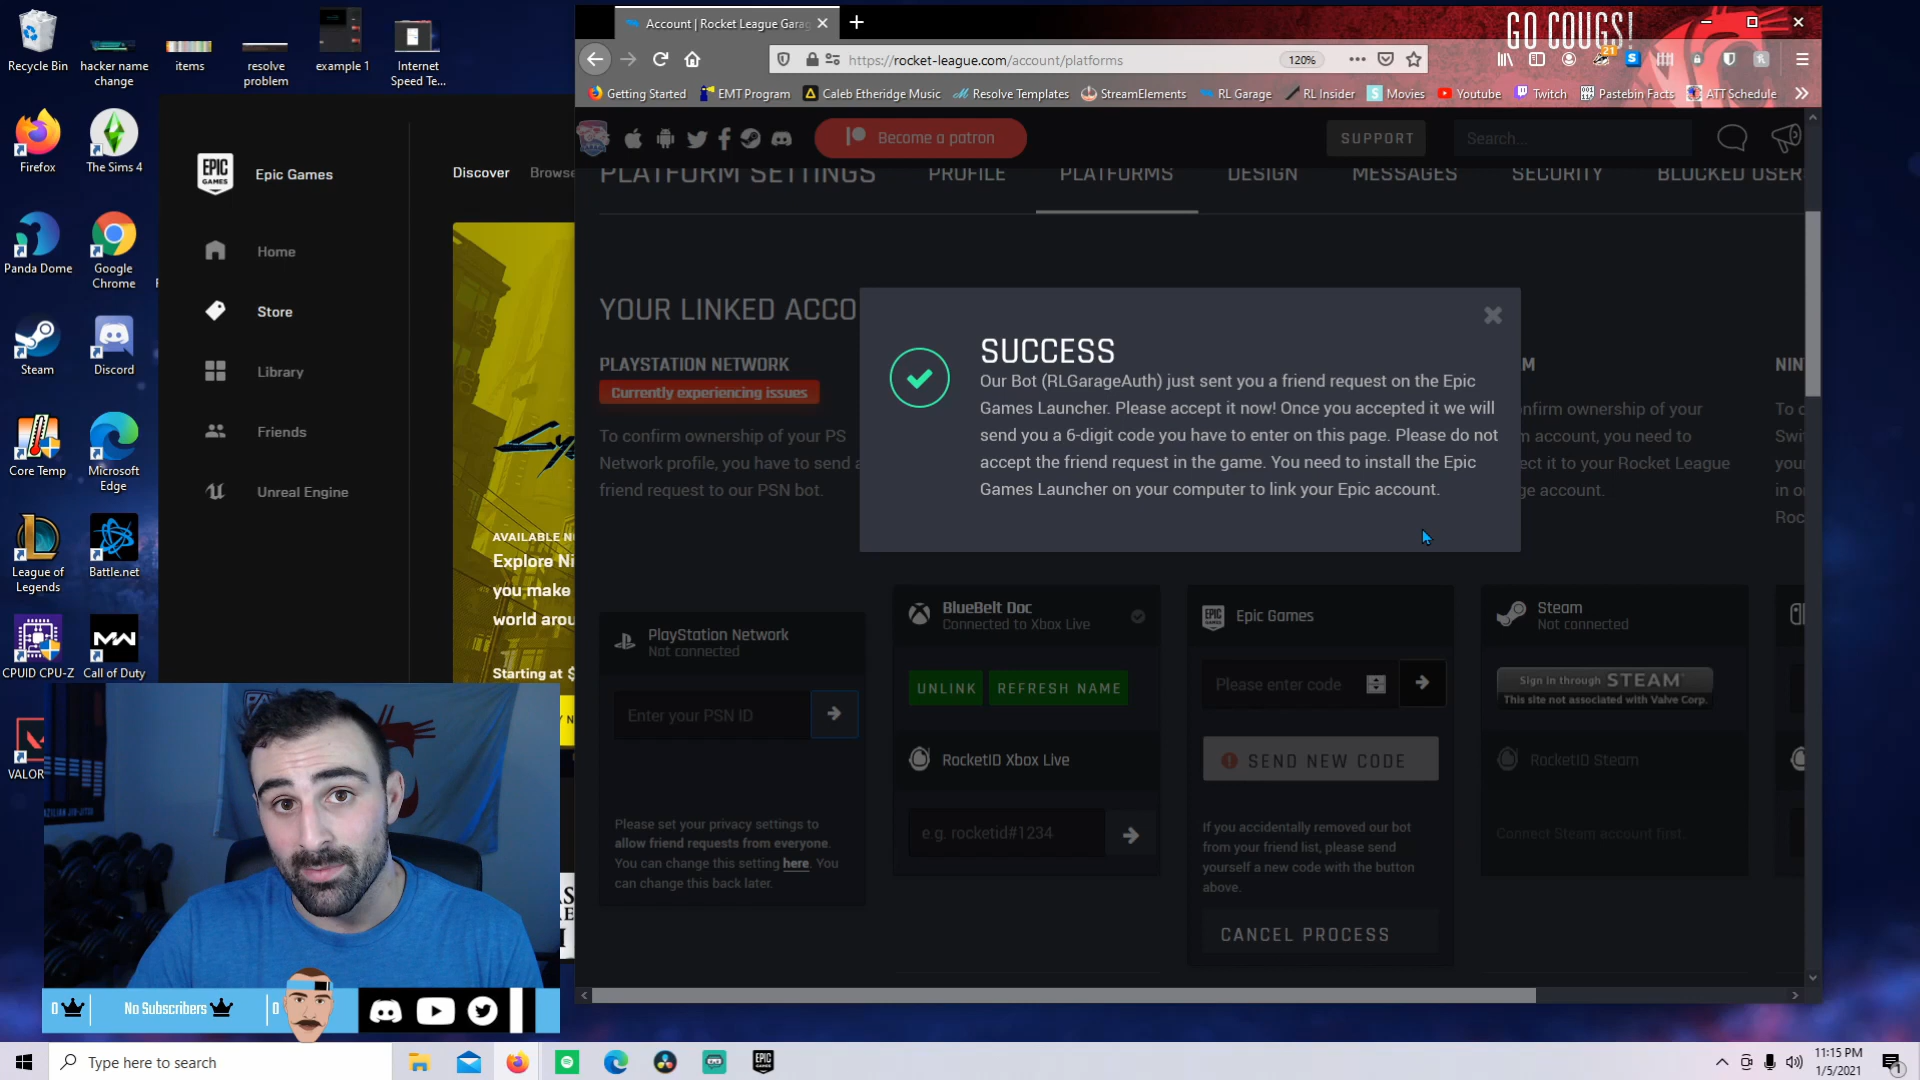 Recycle Bin
hacker name change
items
resolve problem
example 1
Internet Speed Te...
Firefox
The Sims 4
Panda Dome
Google Chrome
Steam
Discord
Core Temp
Microsoft Edge
League of Legends
Battle.net
CPUID CPU-Z
Call of Duty
VALOR
EPIC GAMES
Epic Games
Discover
Browse
Home
Store
Library
Friends
Unreal Engine
AVAILABLE N
Explore Ni
you make
world arou
Starting at $
Account | Rocket League Garag
GO COUGS!
https://rocket-league.com/account/platforms
120%
21
Getting Started
EMT Program
Caleb Etheridge Music
Resolve Templates
StreamElements
RL Garage
RL Insider
Movies
Youtube
Twitch
Pastebin Facts
ATT Schedule
Become a patron
SUPPORT
Search...
PLATFORM SETTINGS
PROFILE
PLATFORMS
DESIGN
MESSAGES
SECURITY
BLOCKED USER
YOUR LINKED ACCO
PLAYSTATION NETWORK
Currently experiencing issues
To confirm ownership of your PS
Network profile, you have to send a
friend request to our PSN bot.
SUCCESS
Our Bot (RLGarageAuth) just sent you a friend request on the Epic
Games Launcher. Please accept it now! Once you accepted it we will
send you a 6-digit code you have to enter on this page. Please do not
accept the friend request in the game. You need to install the Epic
Games Launcher on your computer to link your Epic account.
M
nfirm ownership of your
m account, you need to
ect it to your Rocket League
ge account.
NIN
To c
Swi
your
in o
Roc
PlayStation Network
Not connected
Enter your PSN ID
Please set your privacy settings to
allow friend requests from everyone.
You can change this setting here. You
can change this back later.
BlueBelt Doc
Connected to Xbox Live
UNLINK
REFRESH NAME
RocketID Xbox Live
e.g. rocketid#1234
Epic Games
Please enter code
SEND NEW CODE
If you accidentally removed our bot
from your friend list, please send
yourself a new code with the button
above.
CANCEL PROCESS
Steam
Not connected
Sign in through STEAM
This site not associated with Valve Corp.
RocketID Steam
Connect Steam account first.
0
No Subscribers
0
Type here to search
11:15 PM
1/5/2021
1